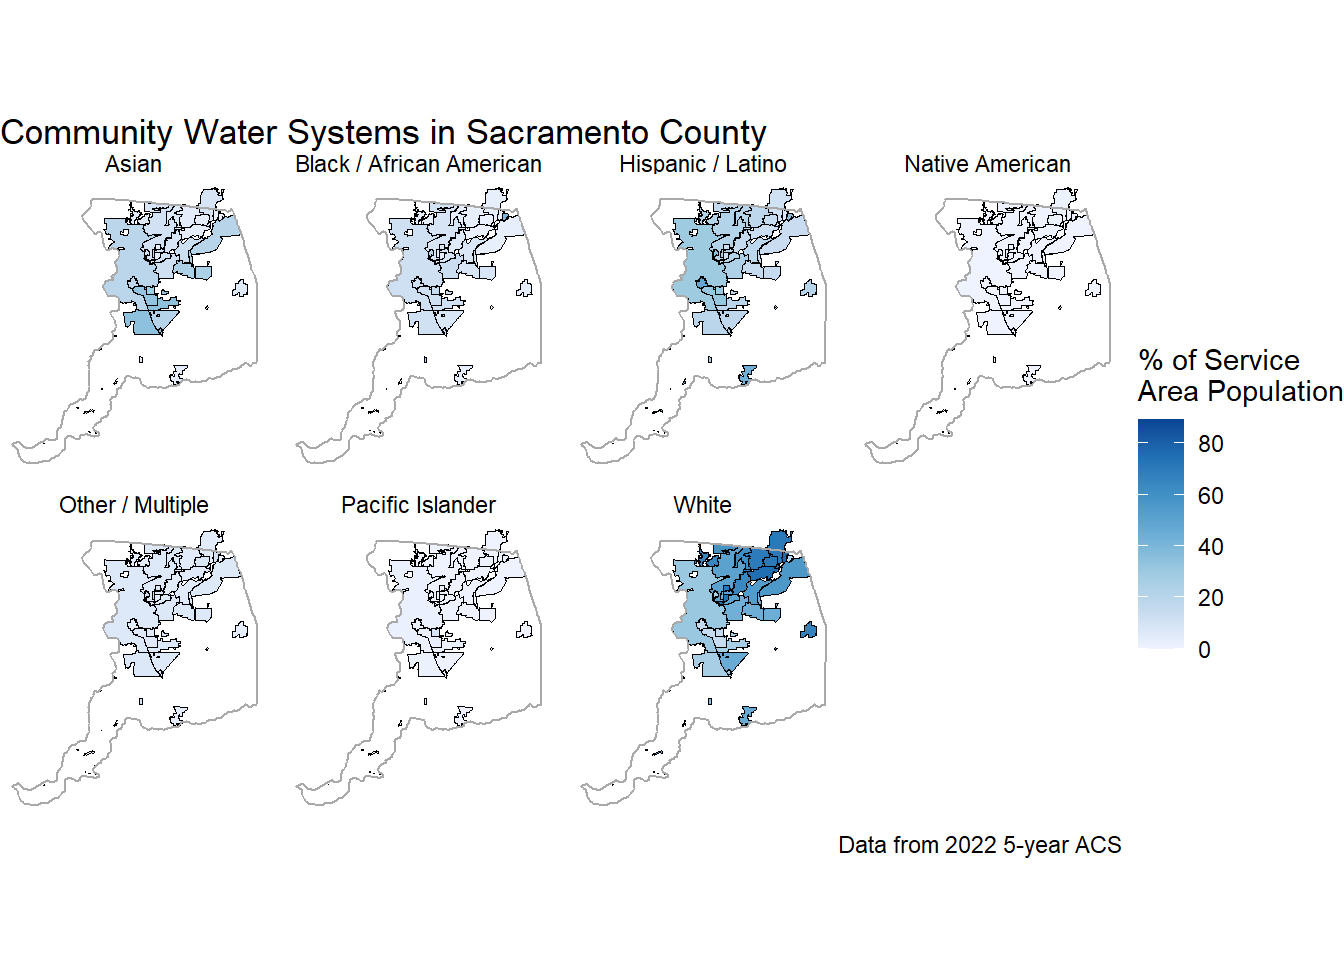 Community Water Systems in Sacramento County
Asian
Black / African American
Hispanic / Latino
Native American
Other / Multiple
Pacific Islander
White
% of Service
Area Population
80
60
40
20
0
Data from 2022 5-year ACS